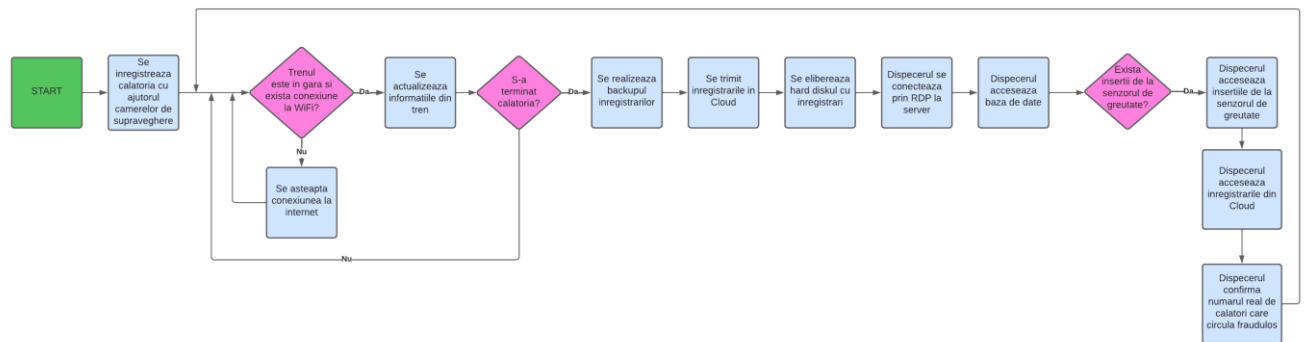 START
Se
inregistreaza
calatoria cu
ajutorul
camerelor de
supraveghere
Trenul
este in gara si
exista conexiune
la WiFi?
Da
Nu
Se asteapta
conexiunea la
internet
Se
actualizeaza
informatiile din
tren
S-a
terminat
calatoria?
Da
Nu
Se realizeaza
backupul
inregistrarilor
Se trimit
inregistrarile in
Cloud
Se elibereaza
hard diskul cu
inregistrari
Dispecerul se
conecteaza
prin RDP la
server
Dispecerul
acceseaza
baza de date
Exista
insertii de la
senzorul de
greutate?
Da
Dispecerul
acceseaza
insertiile de la
senzorul de
greutate
Dispecerul
acceseaza
inregistrarile din
Cloud
Dispecerul
confirma
numarul real de
calatori care
circula fraudulos